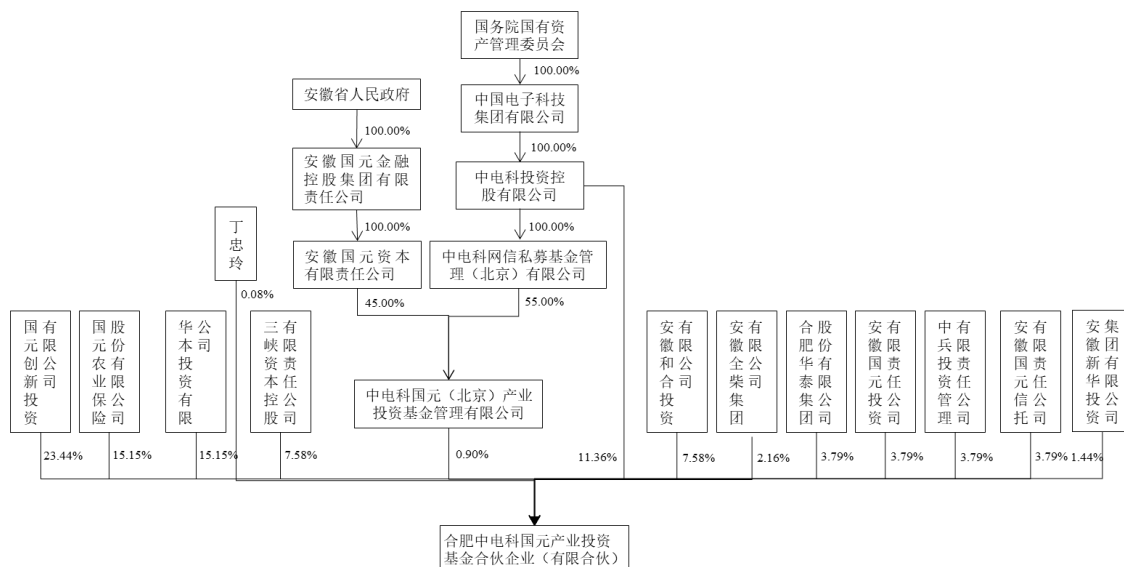 国务院国有资
产管理委员会
100.00%
安徽省人民政府
中国电子科技
集团有限公司
100.00%
100.00%
安徽国元金融
控股集团有限
责任公司
中电科投资控
股有限公司
丁忠玲
100.00%
100.00%
安徽国元资本
有限责任公司
中电科网信私募基金管
理（北京）有限公司
0.08%
45.00%
55.00%
国元创新投资
有限公司
国元农业保险
股份有限公司
华本投资有限
公司
三峡资本控股
有限责任公司
中电科国元（北京）产业
投资基金管理有限公司
安徽和合投资
有限公司
安徽全柴集团
有限公司
合肥华泰集团
股份有限公司
安徽国元投资
有限责任公司
中兵投资管理
有限责任公司
安徽国元信托
有限责任公司
安徽新华投资
集团有限公司
23.44%
15.15%
15.15%
7.58%
0.90%
11.36%
7.58%
2.16%
3.79%
3.79%
3.79%
3.79%
1.44%
合肥中电科国元产业投资
基金合伙企业（有限合伙）